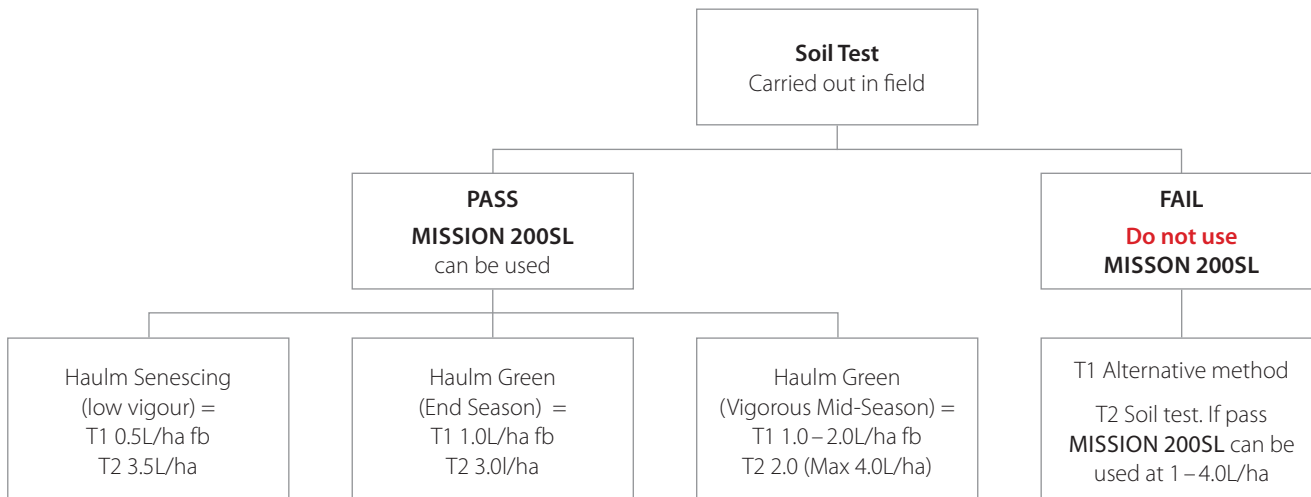 Soil Test
Carried out in field
PASS
MISSION 200SL
can be used
FAIL
Do not use
MISSON 200SL
Haulm Senescing
(low vigour) =
T1 0.5L/ha fb
T2 3.5L/ha
Haulm Green
(End Season) =
T1 1.0L/ha fb
T2 3.0l/ha
Haulm Green
(Vigorous Mid-Season) =
T1 1.0 – 2.0L/ha fb
T2 2.0 (Max 4.0L/ha)
T1 Alternative method
T2 Soil test. If pass
MISSION 200SL can be
used at 1 – 4.0L/ha